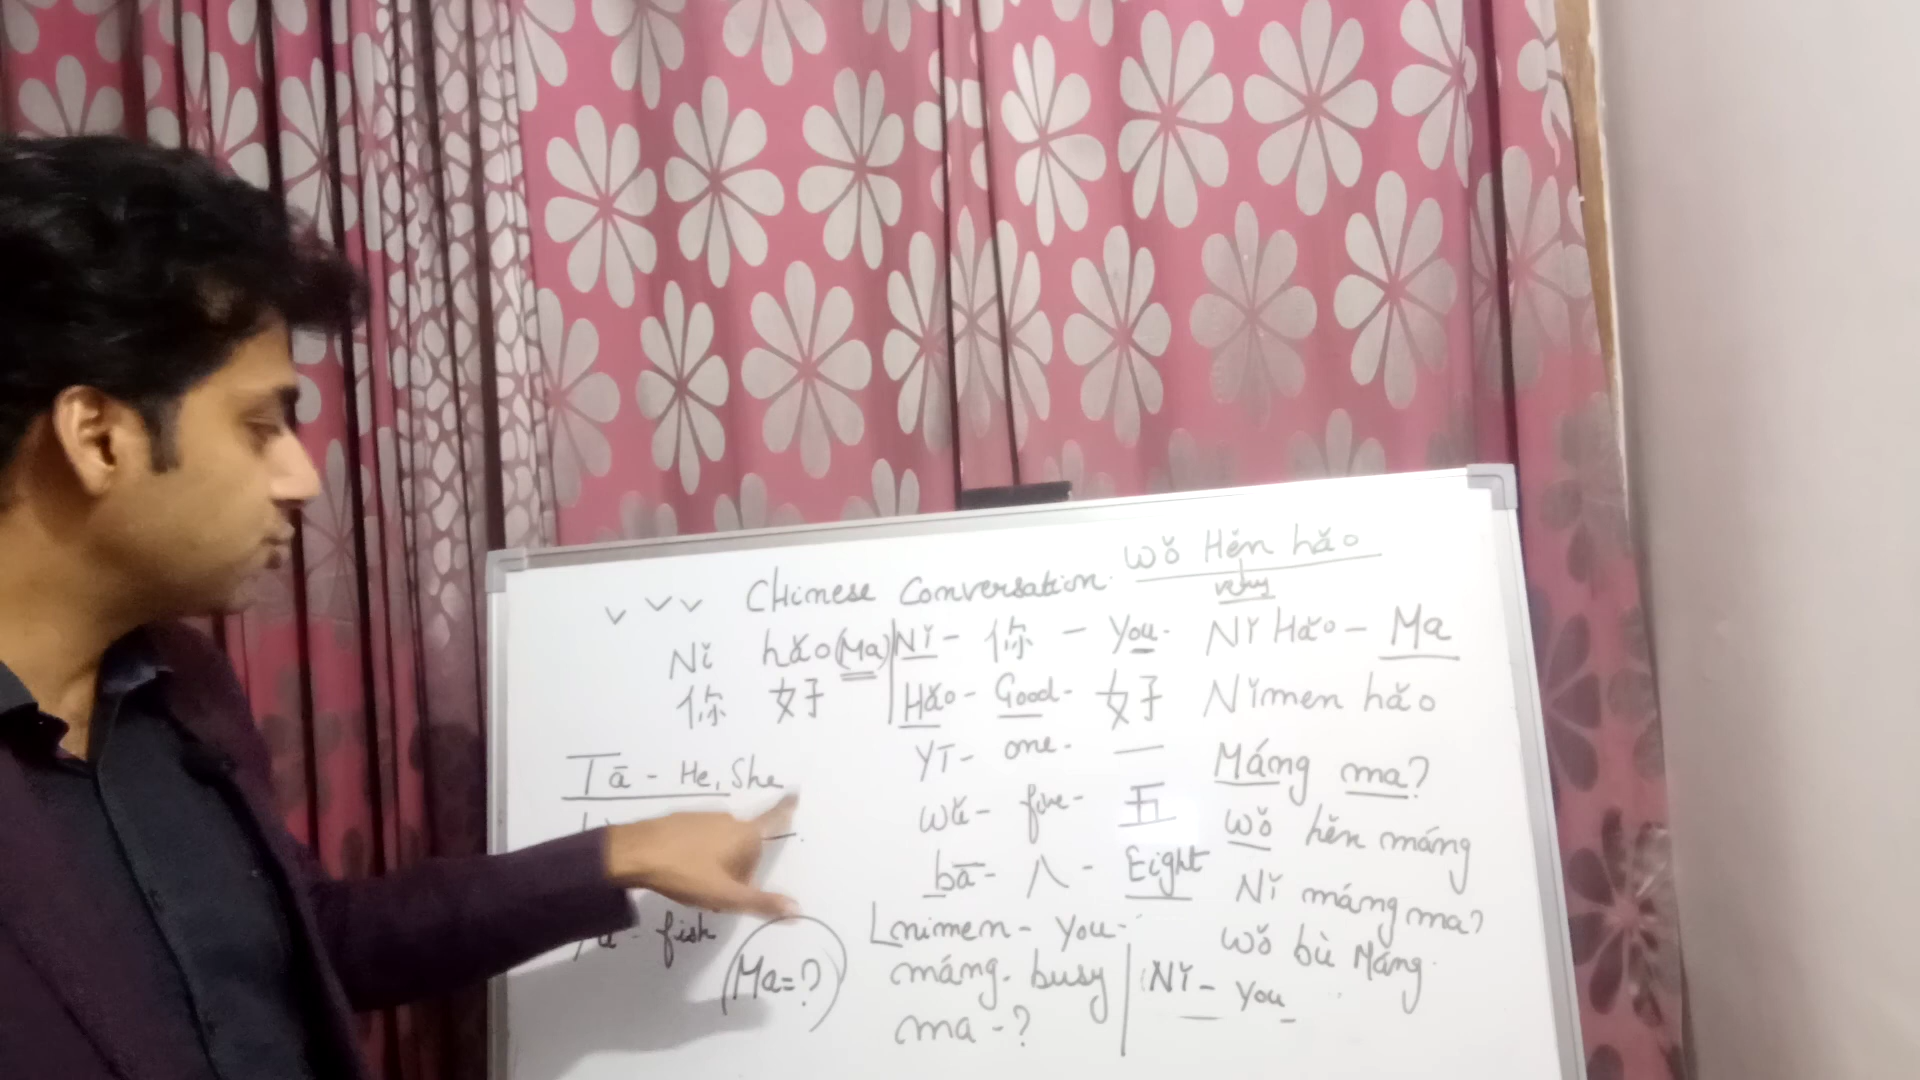 Wǒ Hěn hǎo
Chinese Conversation.
very
Nǐ hǎo (Ma)
你 好
Nǐ - 你 - You.
Hǎo - Good - 好
Yī - one - 一
wǔ - five - 五
bā - 八 - Eight
nimen - You -
máng - busy
ma - ?
Nǐ - You
Nǐ Hǎo - Ma
Nǐmen hǎo
Máng ma?
wǒ hěn máng
Nǐ máng ma?
wǒ bù Máng.
Tā - He, She
- fish
Ma = ?